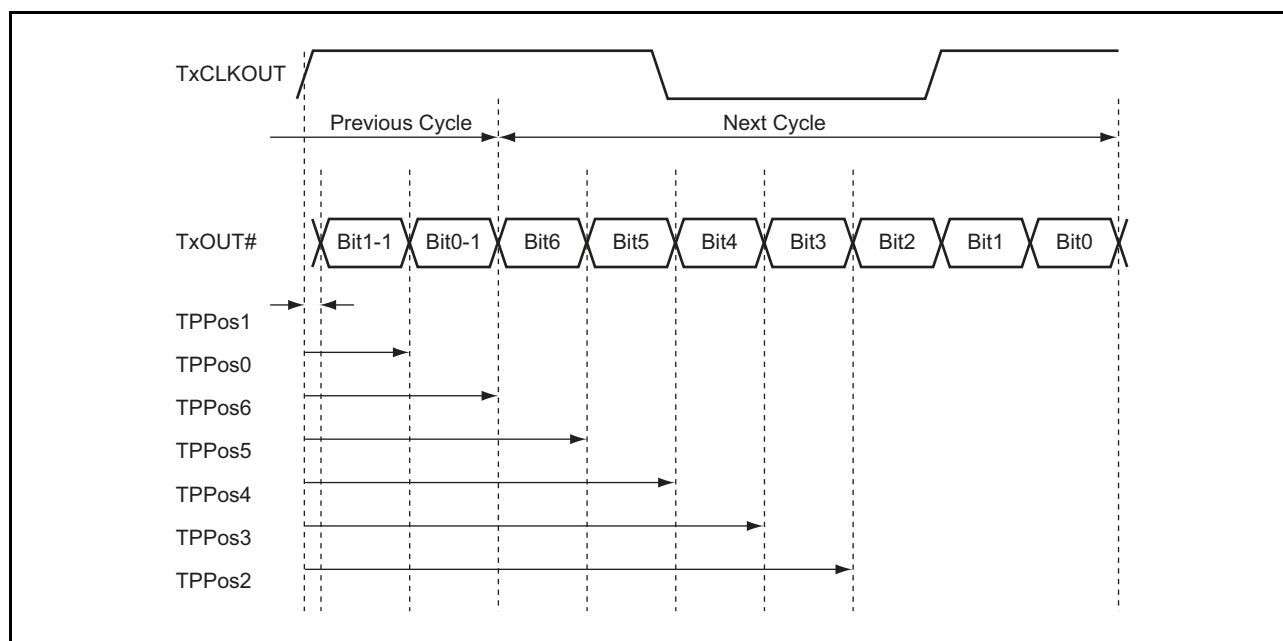 TxCLKOUT
Previous Cycle Next Cycle
TxOUT# Bit1-1 Bit0-1 Bit6 Bit5 Bit4 Bit3 Bit2 Bit1 Bit0
TPPos1
TPPos0
TPPos6
TPPos5
TPPos4
TPPos3
TPPos2